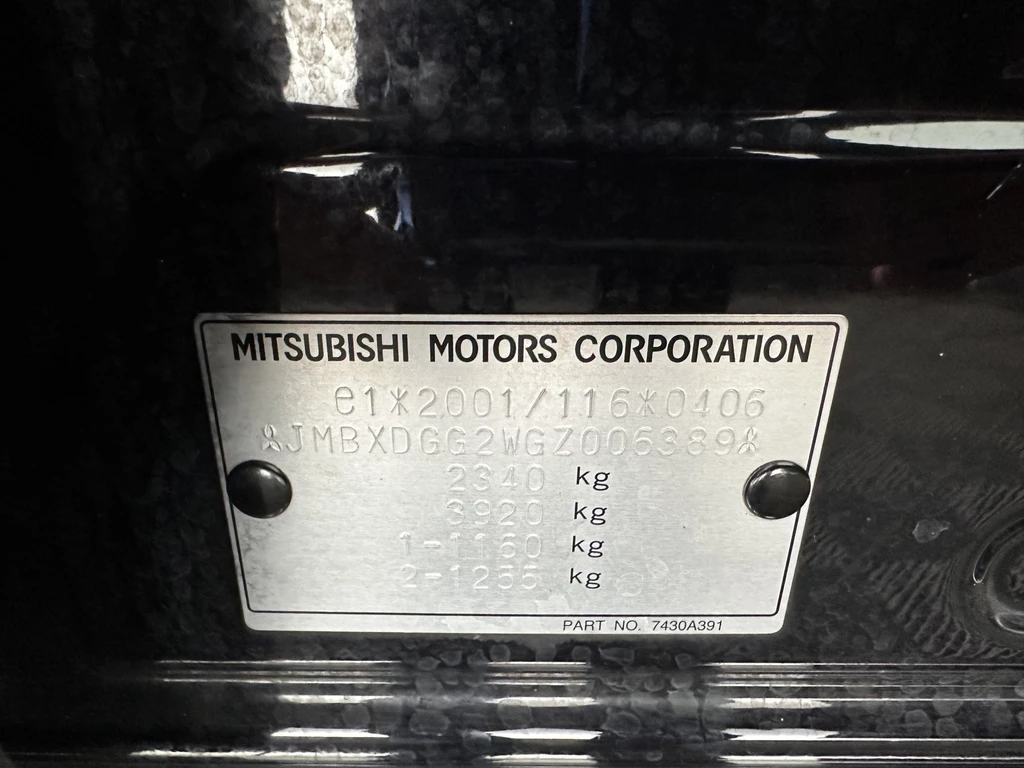 MITSUBISHI MOTORS CORPORATION
e1*2001/116*0406
JMBXDGG2WGZ006389
2340 kg
3920 kg
1-1160 kg
2-1255 kg
PART NO. 7430A391